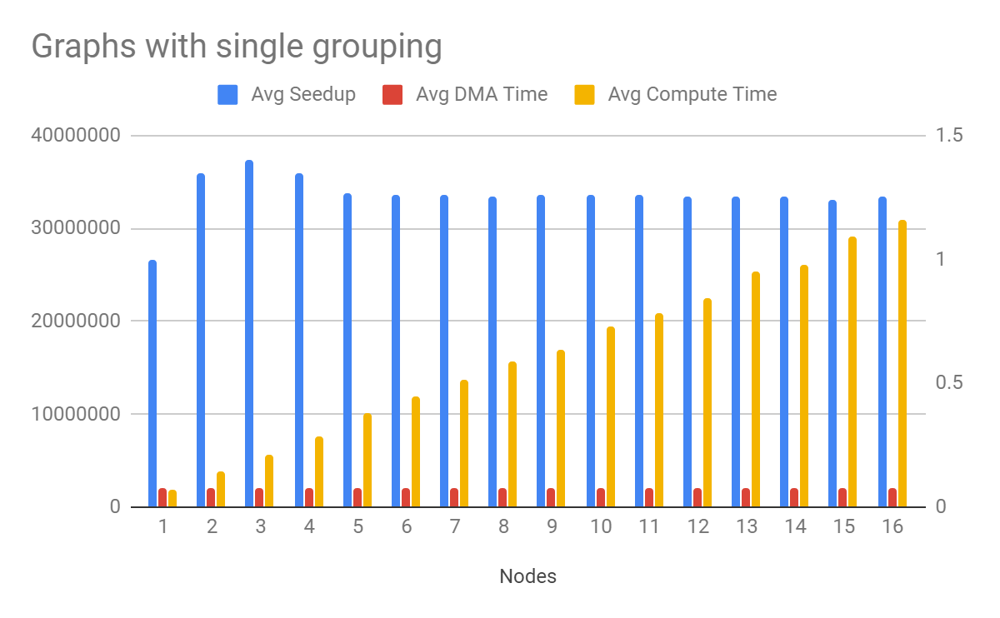 Graphs with single grouping
Avg Seedup Avg DMA Time Avg Compute Time
40000000 1.5
30000000
1
20000000
0.5
10000000
0 0
1 2 3 4 5 6 7 8 9 10 11 12 13 14 15 16
Nodes